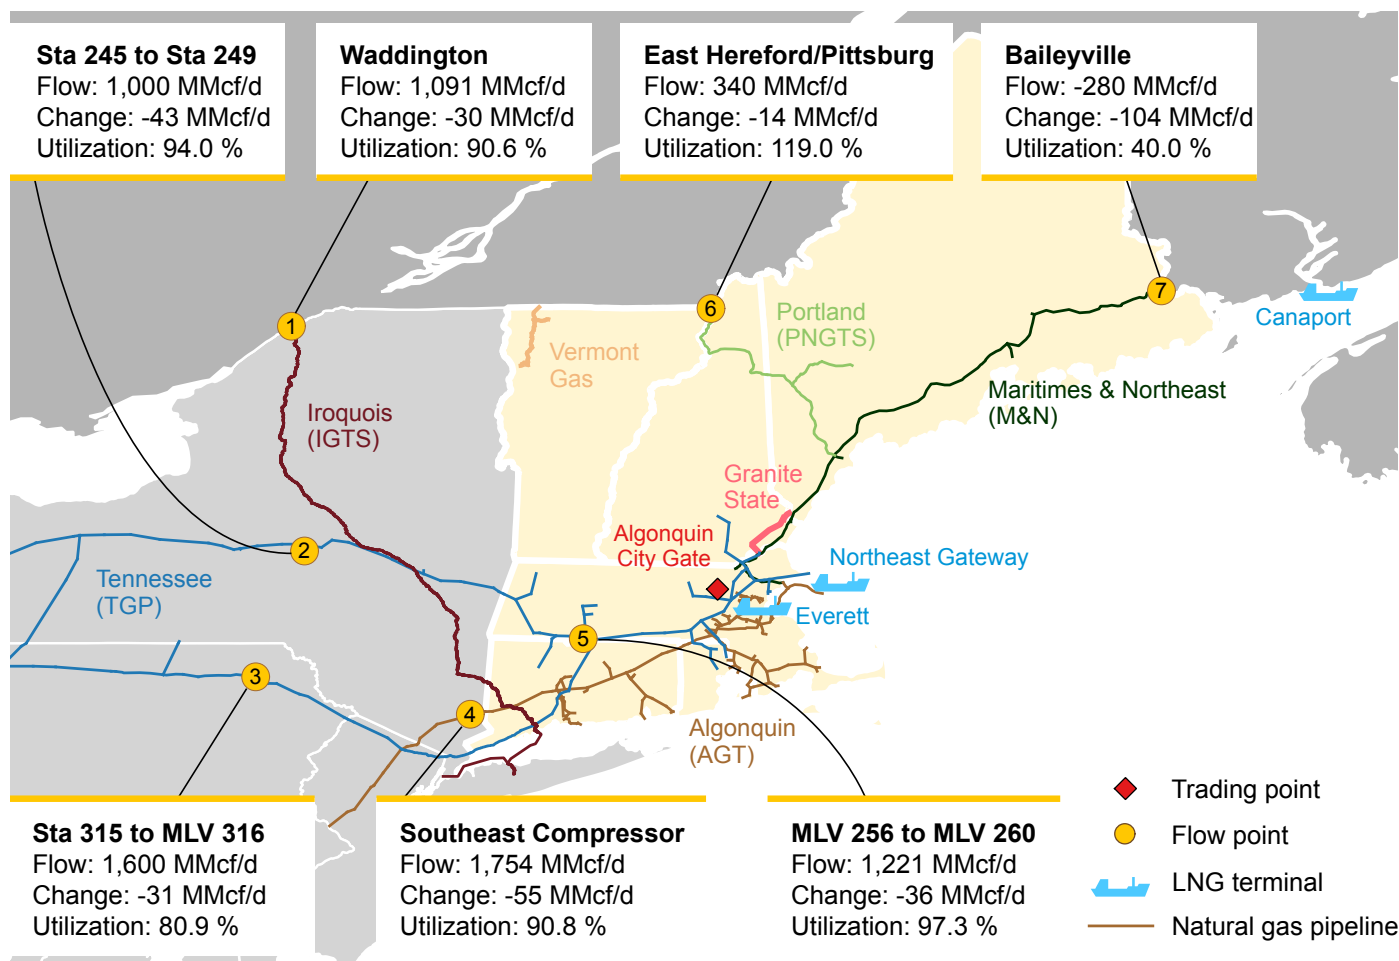 Sta 245 to Sta 249
Flow: 1,000 MMcf/d
Change: -43 MMcf/d
Utilization: 94.0 %
Waddington
Flow: 1,091 MMcf/d
Change: -30 MMcf/d
Utilization: 90.6 %
East Hereford/Pittsburg
Flow: 340 MMcf/d
Change: -14 MMcf/d
Utilization: 119.0 %
Baileyville
Flow: -280 MMcf/d
Change: -104 MMcf/d
Utilization: 40.0 %
1
2
3
4
5
6
7
Vermont
Gas
Portland
(PNGTS)
Canaport
Maritimes & Northeast
(M&N)
Iroquois
(IGTS)
Granite
State
Algonquin
City Gate
Northeast Gateway
Everett
Tennessee
(TGP)
Algonquin
(AGT)
Sta 315 to MLV 316
Flow: 1,600 MMcf/d
Change: -31 MMcf/d
Utilization: 80.9 %
Southeast Compressor
Flow: 1,754 MMcf/d
Change: -55 MMcf/d
Utilization: 90.8 %
MLV 256 to MLV 260
Flow: 1,221 MMcf/d
Change: -36 MMcf/d
Utilization: 97.3 %
Trading point
Flow point
LNG terminal
Natural gas pipeline